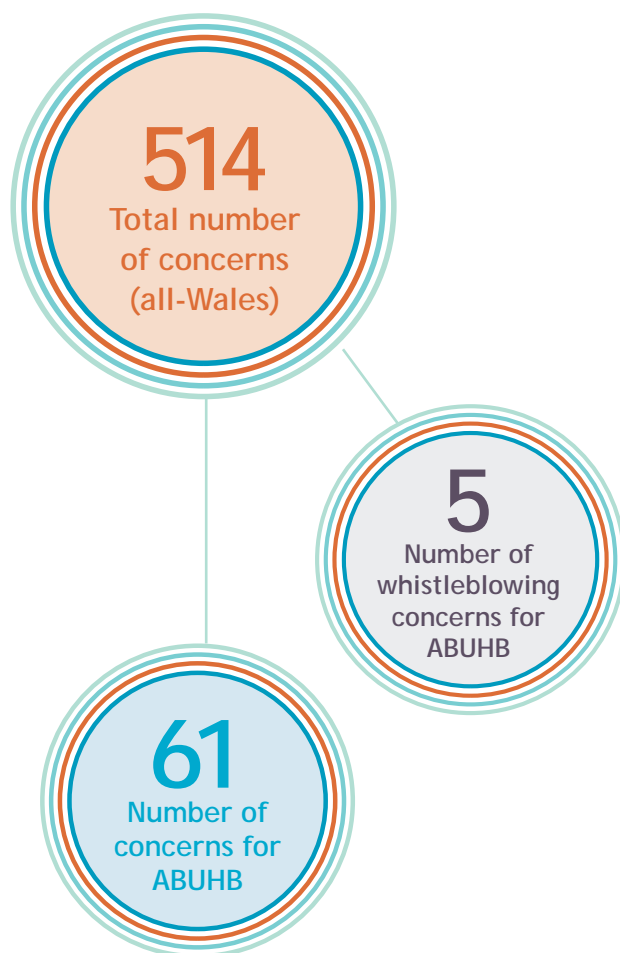 514
Total number
of concerns
(all-Wales)
5
Number of
whistleblowing
concerns for
ABUHB
61
Number of
concerns for
ABUHB